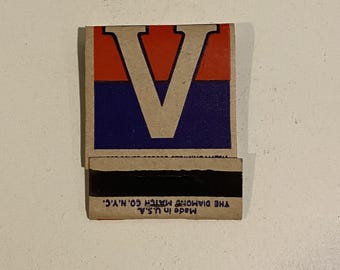 V
Made in U.S.A.
THE DIAMOND MATCH CO. N.Y.C.